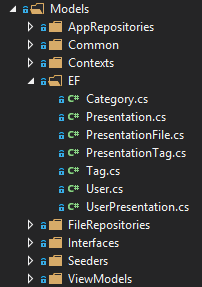 Models
AppRepositories
Common
Contexts
EF
C# Category.cs
C# Presentation.cs
C# PresentationFile.cs
C# PresentationTag.cs
C# Tag.cs
C# User.cs
C# UserPresentation.cs
FileRepositories
Interfaces
Seeders
ViewModels